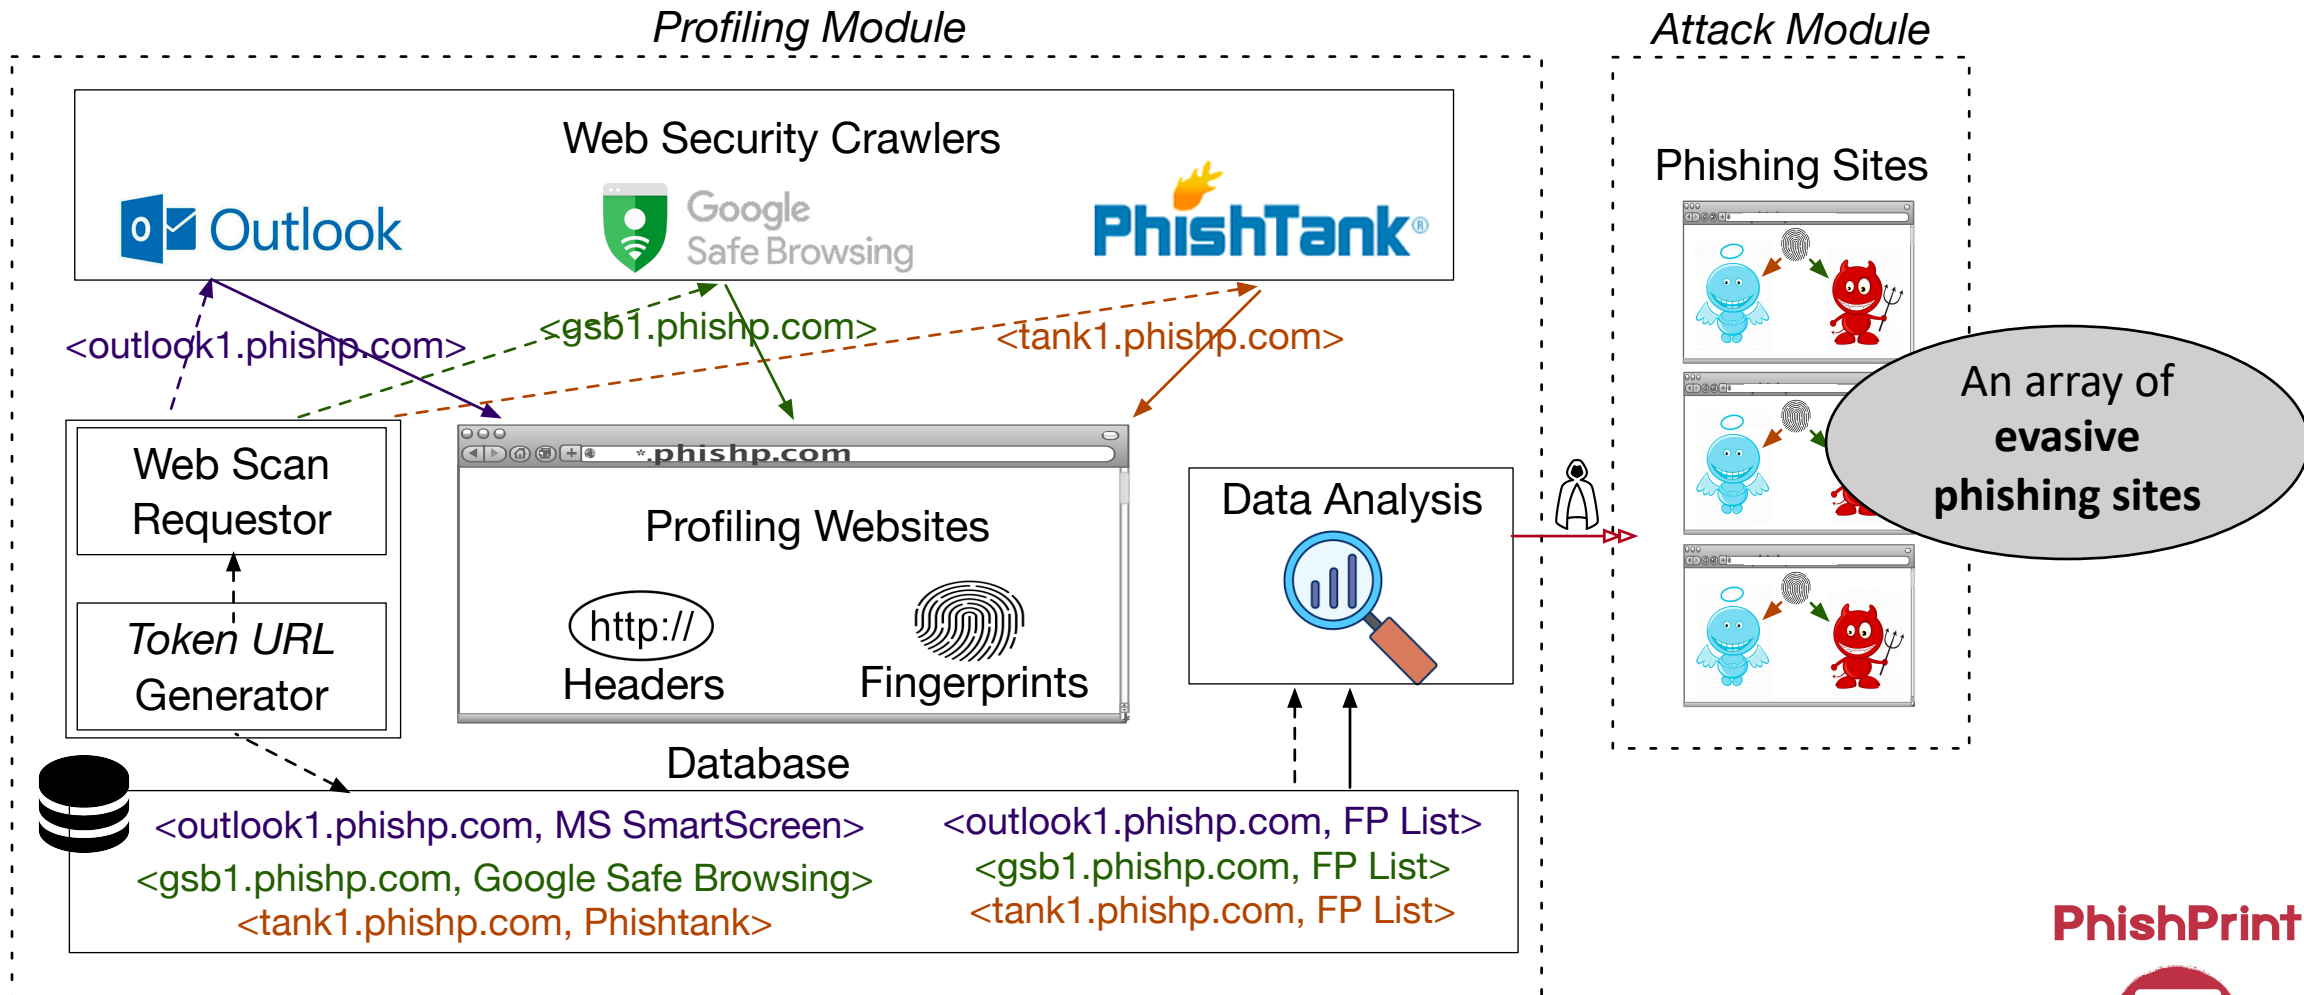 Profiling Module
Attack Module
Web Security Crawlers
Outlook
Google
Safe Browsing
PhishTank®
<outlook1.phishp.com>
<gsb1.phishp.com>
<tank1.phishp.com>
Web Scan
Requestor
Token URL
Generator
*.phishp.com
Profiling Websites
http://
Headers
Fingerprints
Data Analysis
Database
<outlook1.phishp.com, MS SmartScreen>
<gsb1.phishp.com, Google Safe Browsing>
<tank1.phishp.com, Phishtank>
<outlook1.phishp.com, FP List>
<gsb1.phishp.com, FP List>
<tank1.phishp.com, FP List>
Phishing Sites
An array of
evasive
phishing sites
PhishPrint